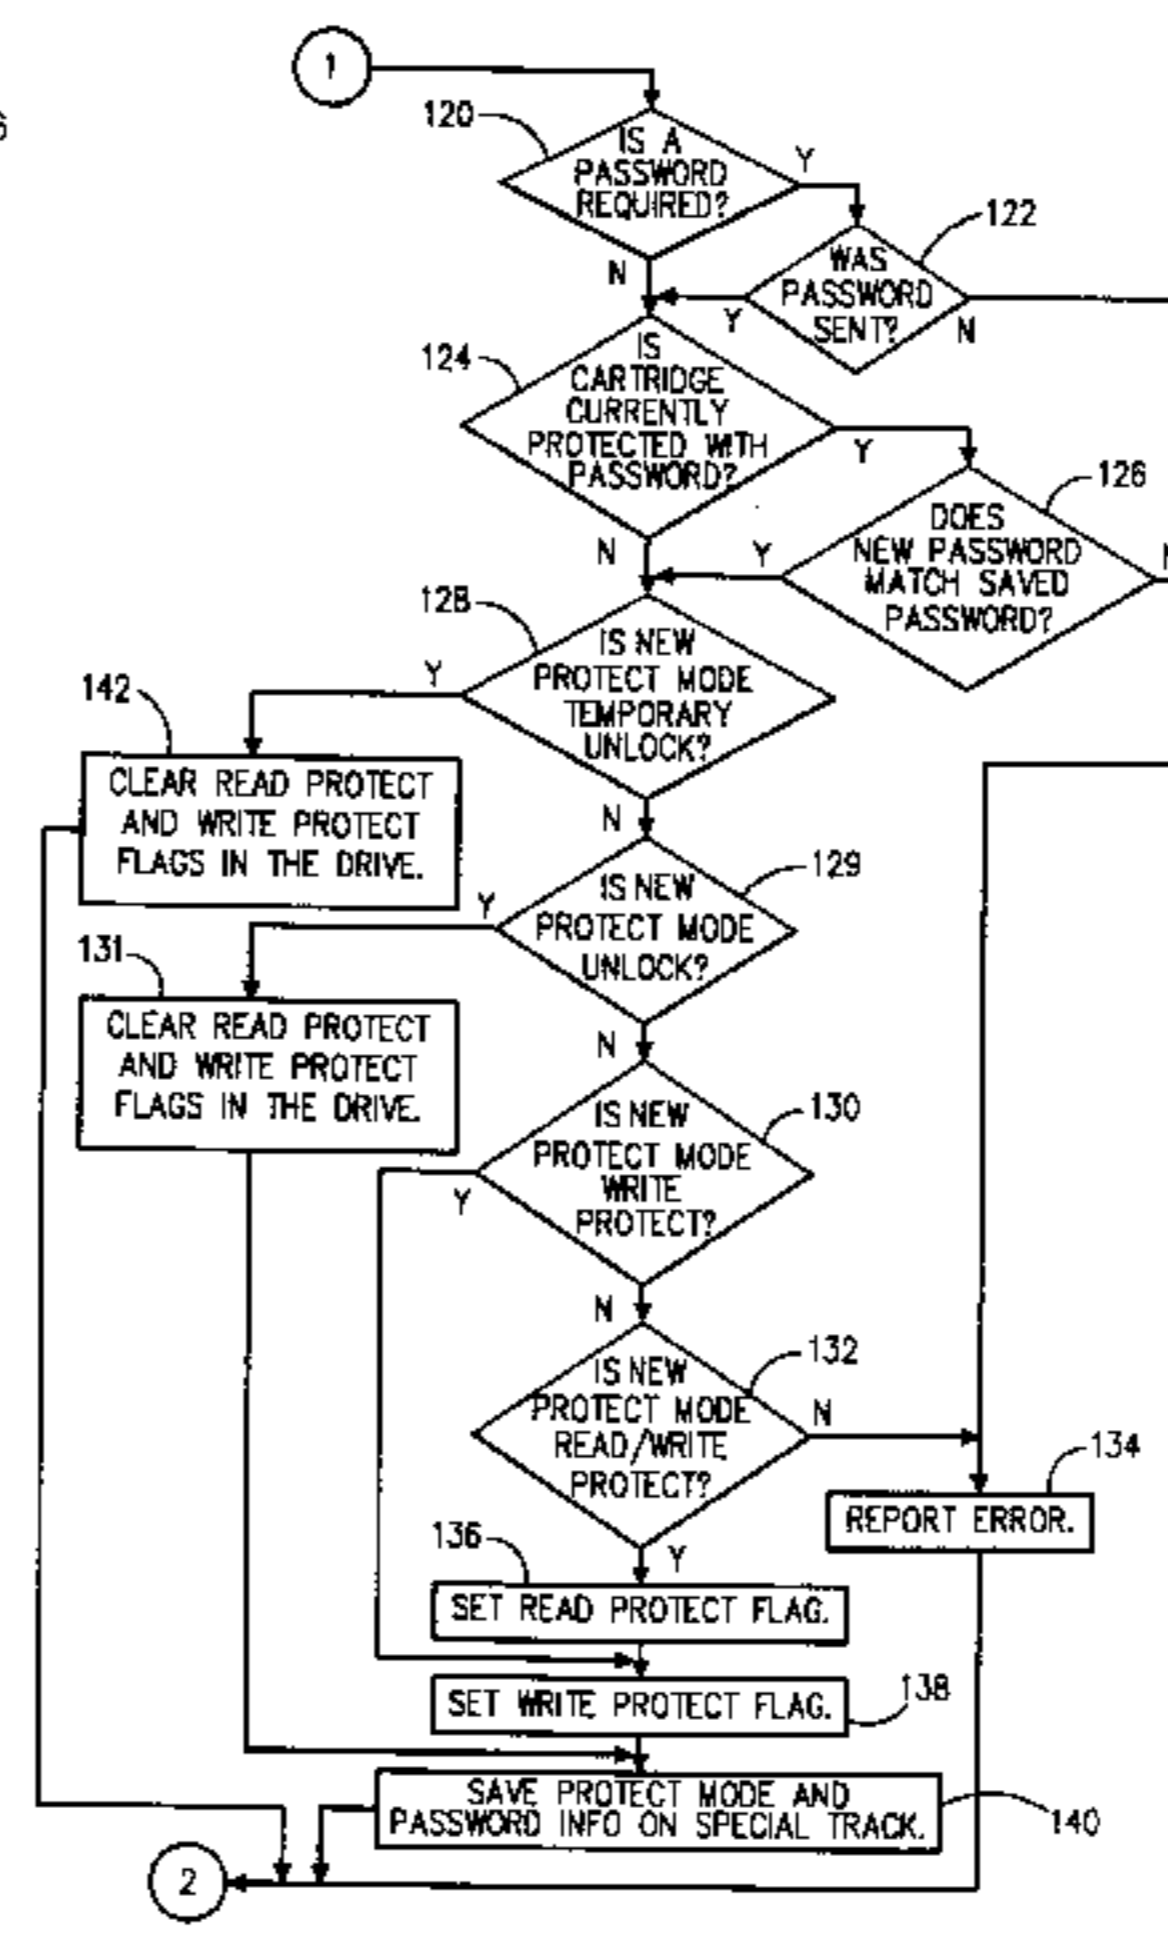 1
120
IS A
PASSWORD
REQUIRED?
Y
N
122
WAS
PASSWORD
SENT?
Y
N
124
IS
CARTRIDGE
CURRENTLY
PROTECTED WITH
PASSWORD?
Y
N
126
DOES
NEW PASSWORD
MATCH SAVED
PASSWORD?
Y
128
IS NEW
PROTECT MODE
TEMPORARY
UNLOCK?
Y
N
142
CLEAR READ PROTECT
AND WRITE PROTECT
FLAGS IN THE DRIVE.
129
IS NEW
PROTECT MODE
UNLOCK?
Y
N
131
CLEAR READ PROTECT
AND WRITE PROTECT
FLAGS IN THE DRIVE.
130
IS NEW
PROTECT MODE
WRITE
PROTECT?
Y
N
132
IS NEW
PROTECT MODE
READ/WRITE
PROTECT?
N
Y
134
REPORT ERROR.
136
SET READ PROTECT FLAG.
138
SET WRITE PROTECT FLAG.
140
SAVE PROTECT MODE AND
PASSWORD INFO ON SPECIAL TRACK.
2